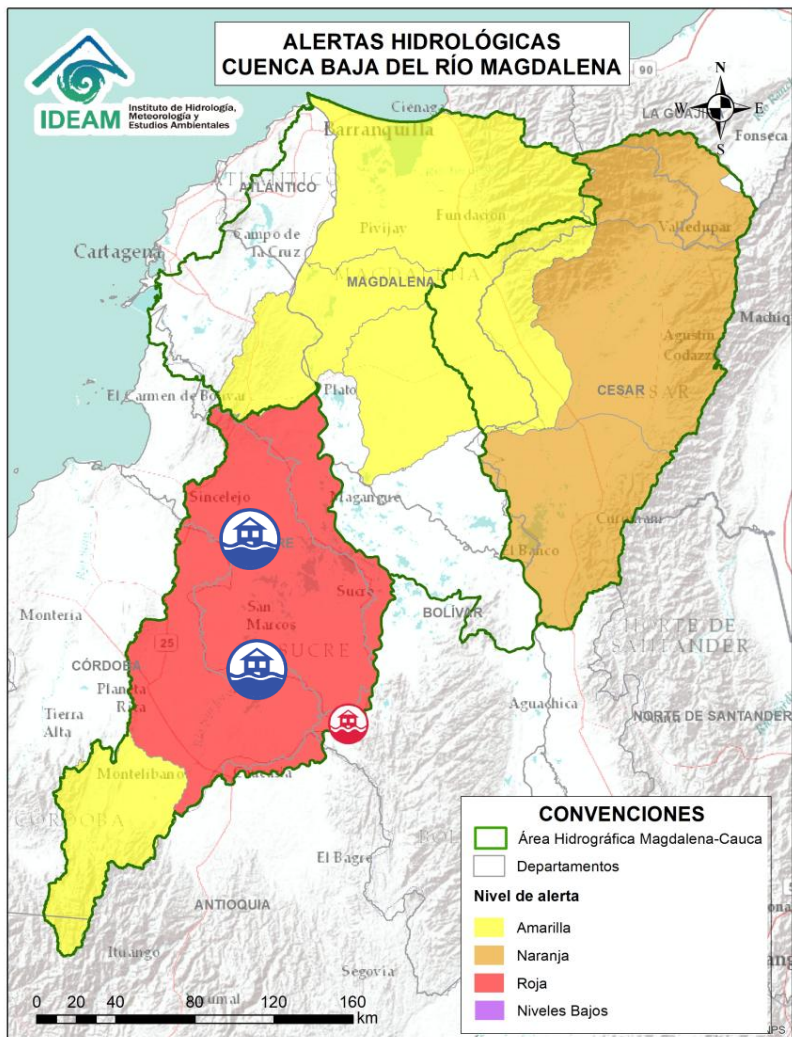 ALERTAS HIDROLÓGICAS
CUENCA BAJA DEL RÍO MAGDALENA
IDEAM
Instituto de Hidrología,
Meteorología y
Estudios Ambientales
N
W
E
S
90
Ciénaga
LA GUAJIRA
Barranquilla
Fonseca
ATLÁNTICO
Pivijay
Fundación
Valledupar
Cartagena
Campo de
la Cruz
MAGDALENA
Machiq
Agustín
Codazzi
El Carmen de Bolívar
Plato
CESAR
Sincelejo
Magangué
El Banco
Sucre
BOLÍVAR
Montería
San
Marcos
SUCRE
NORTE DE
SANTANDER
25
CÓRDOBA
Planeta
Rica
Aguachica
Tierra
Alta
NORTE DE SANTANDER
Montelíbano
CÓRDOBA
El Bagre
ANTIOQUIA
Ituango
Segovia
CONVENCIONES
Área Hidrográfica Magdalena-Cauca
Departamentos
Nivel de alerta
Amarilla
Naranja
Roja
Niveles Bajos
0 20 40 80 120 160
km